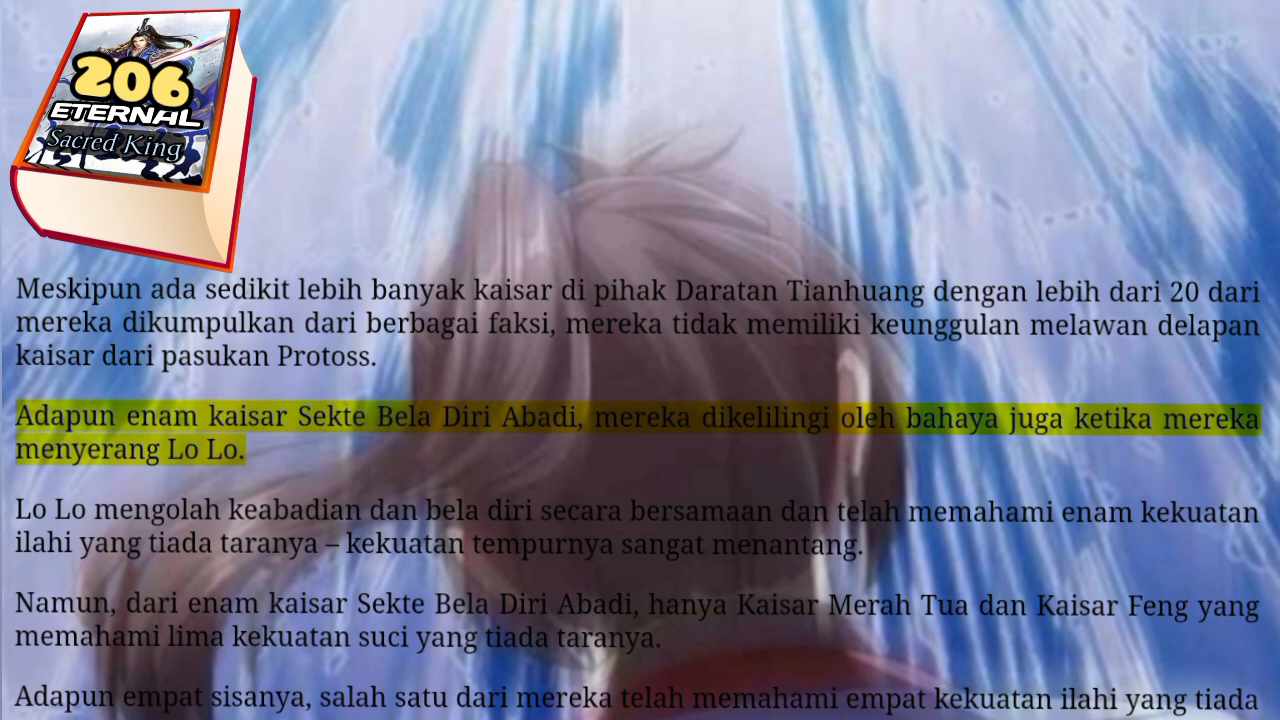 206
ETERNAL
Sacred King
Meskipun ada sedikit lebih banyak kaisar di pihak Daratan Tianhuang dengan lebih dari 20 dari
mereka dikumpulkan dari berbagai faksi, mereka tidak memiliki keunggulan melawan delapan
kaisar dari pasukan Protoss.
Adapun enam kaisar Sekte Bela Diri Abadi, mereka dikelilingi oleh bahaya juga ketika mereka
menyerang Lo Lo.
Lo Lo mengolah keabadian dan bela diri secara bersamaan dan telah memahami enam kekuatan
ilahi yang tiada taranya – kekuatan tempurnya sangat menantang.
Namun, dari enam kaisar Sekte Bela Diri Abadi, hanya Kaisar Merah Tua dan Kaisar Feng yang
memahami lima kekuatan suci yang tiada taranya.
Adapun empat sisanya, salah satu dari mereka telah memahami empat kekuatan ilahi yang tiada